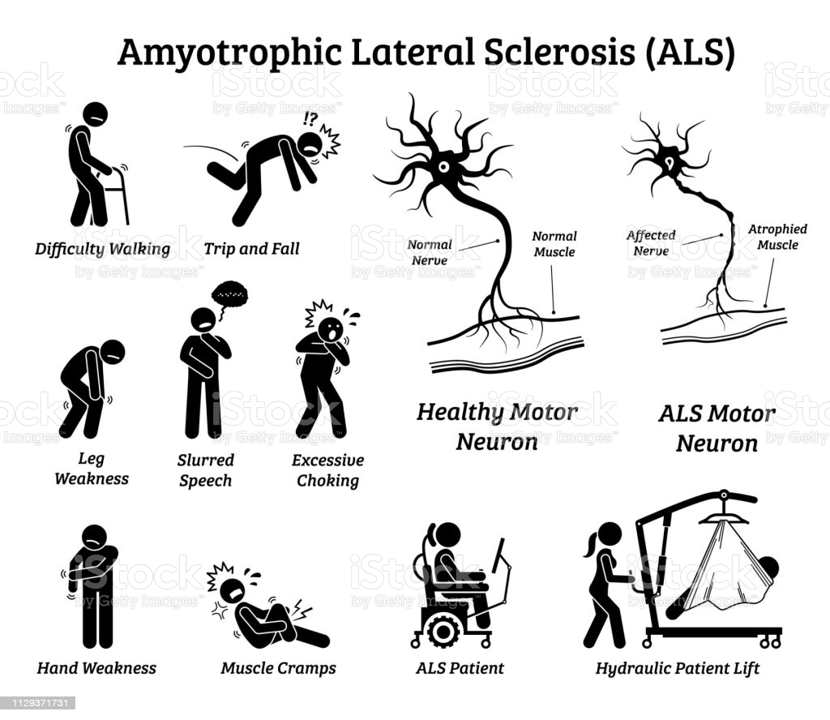 Amyotrophic Lateral Sclerosis (ALS)
!?
Difficulty Walking
Trip and Fall
Normal
Nerve
Normal
Muscle
Affected
Nerve
Atrophied
Muscle
Leg
Weakness
Slurred
Speech
Excessive
Choking
Healthy Motor
Neuron
ALS Motor
Neuron
Hand Weakness
Muscle Cramps
ALS Patient
Hydraulic Patient Lift
iStock
by Getty Images™
1129371731